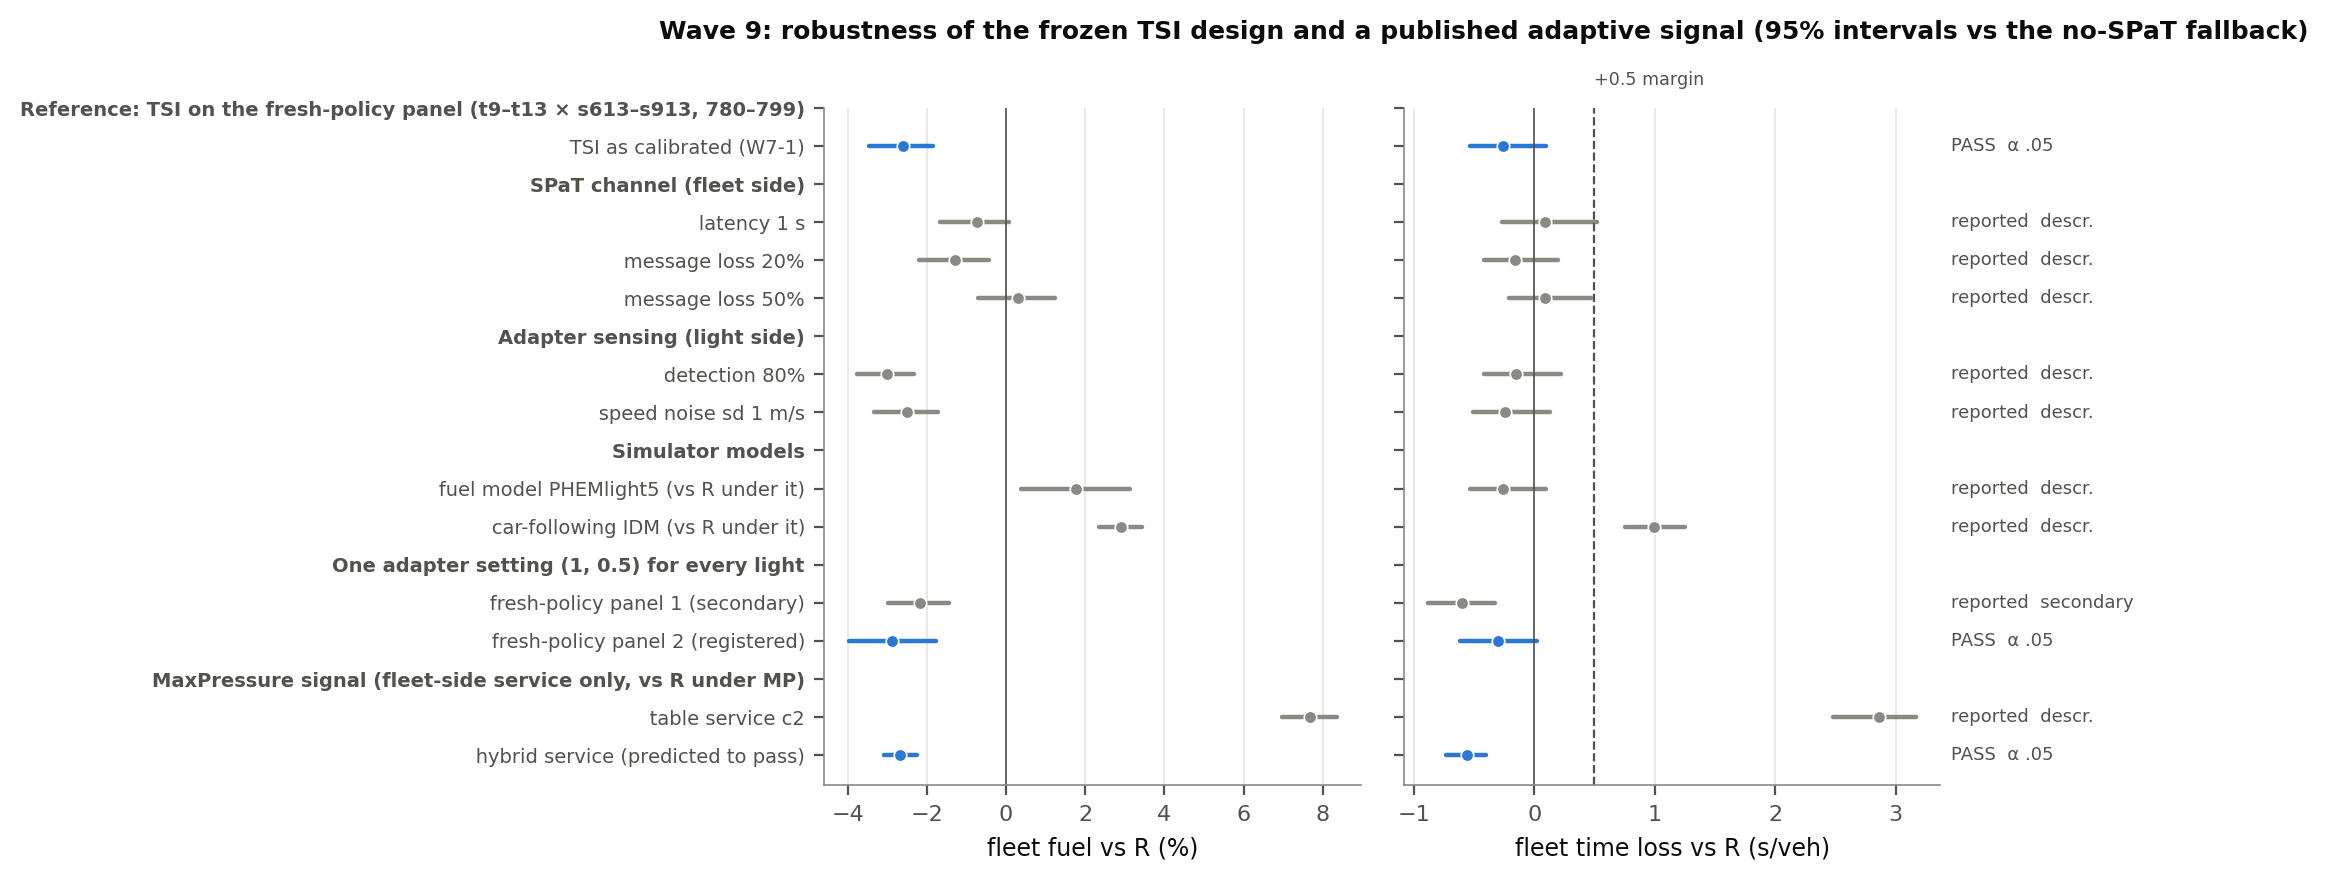 Wave 9: robustness of the frozen TSI design and a published adaptive signal (95% intervals vs the no-SPaT fallback)
+0.5 margin
Reference: TSI on the fresh-policy panel (t9–t13 × s613–s913, 780–799)
TSI as calibrated (W7-1) PASS α .05
SPaT channel (fleet side)
latency 1 s reported descr.
message loss 20% reported descr.
message loss 50% reported descr.
Adapter sensing (light side)
detection 80% reported descr.
speed noise sd 1 m/s reported descr.
Simulator models
fuel model PHEMlight5 (vs R under it) reported descr.
car-following IDM (vs R under it) reported descr.
One adapter setting (1, 0.5) for every light
fresh-policy panel 1 (secondary) reported secondary
fresh-policy panel 2 (registered) PASS α .05
MaxPressure signal (fleet-side service only, vs R under MP)
table service c2 reported descr.
hybrid service (predicted to pass) PASS α .05
−4 −2 0 2 4 6 8 −1 0 1 2 3
fleet fuel vs R (%) fleet time loss vs R (s/veh)